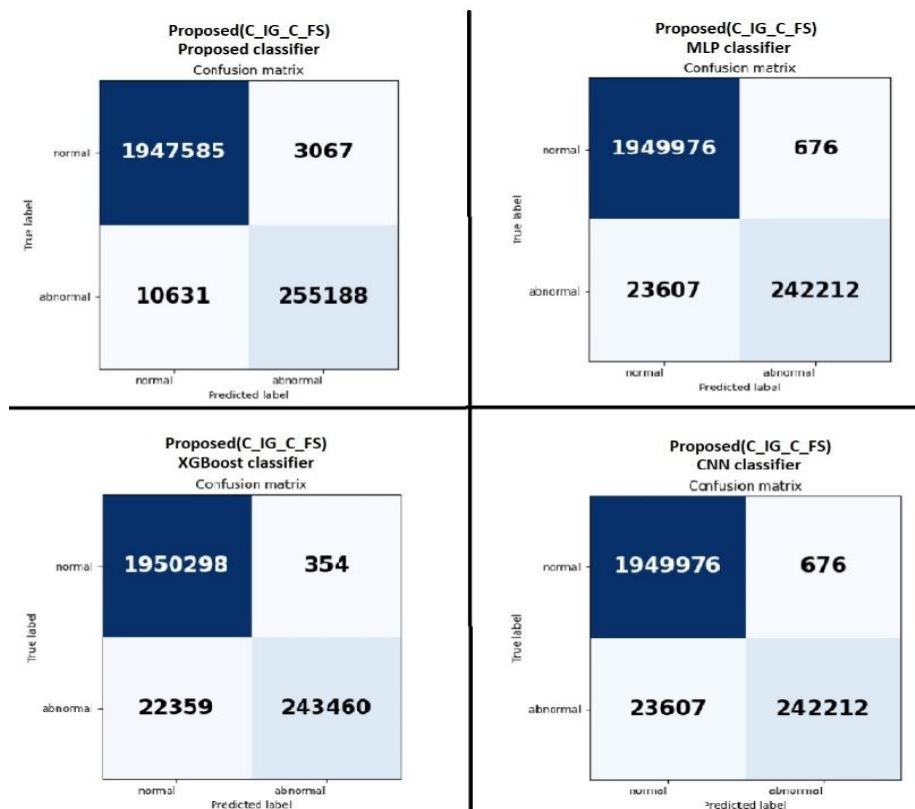 Proposed(C_IG_C_FS)
Proposed classifier
Confusion matrix
normal
1947585
3067
True label
abnormal
10631
255188
normal
abnormal
Predicted label
Proposed(C_IG_C_FS)
MLP classifier
Confusion matrix
normal
1949976
676
True label
abnormal
23607
242212
normal
abnormal
Predicted label
Proposed(C_IG_C_FS)
XGBoost classifier
Confusion matrix
normal
1950298
354
True label
abnormal
22359
243460
normal
abnormal
Predicted label
Proposed(C_IG_C_FS)
CNN classifier
Confusion matrix
normal
1949976
676
True label
abnormal
23607
242212
normal
abnormal
Predicted label